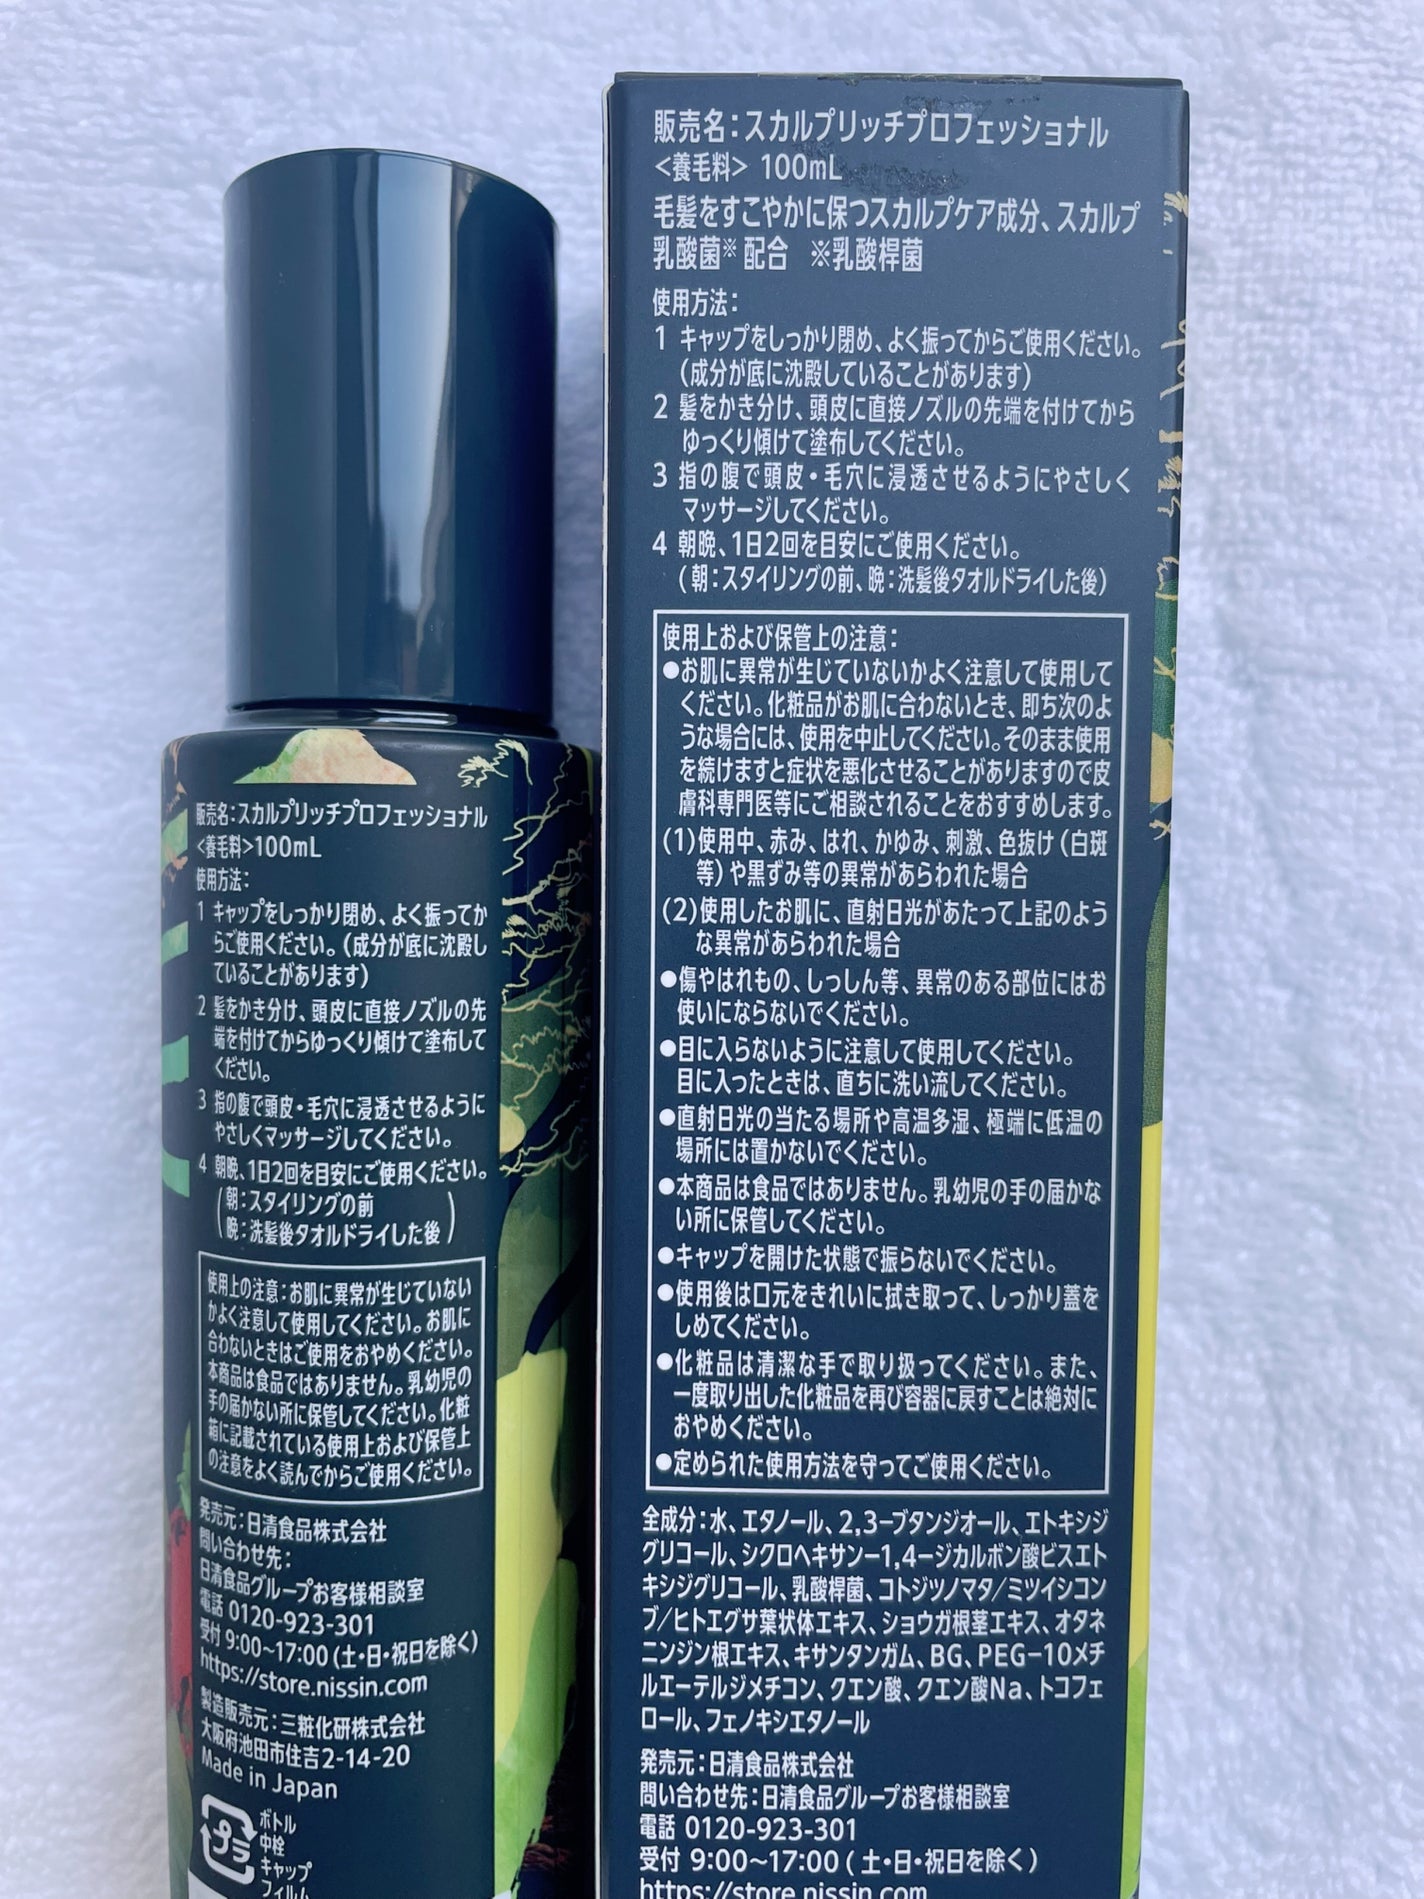 販売名：スカルプリッチプロフェッショナル
<養毛料>100mL
使用方法：
1 キャップをしっかり閉め、よく振ってか
らご使用ください。（成分が底に沈殿し
ていることがあります）
2 髪をかき分け、頭皮に直接ノズルの先
端を付けてからゆっくり傾けて塗布して
ください。
3 指の腹で頭皮・毛穴に浸透させるように
やさしくマッサージしてください。
4 朝晩、1日2回を目安にご使用ください。
（朝：スタイリングの前
晩：洗髪後タオルドライした後）
使用上の注意：お肌に異常が生じていない
かよく注意して使用してください。お肌に
合わないときはご使用をおやめください。
本商品は食品ではありません。乳幼児の
手の届かない所に保管してください。化粧
箱に記載されている使用上および保管上
の注意をよく読んでからご使用ください。
発売元：日清食品株式会社
問い合わせ先：
日清食品グループお客様相談室
電話 0120-923-301
受付 9:00~17:00（土・日・祝日を除く）
https://store.nissin.com
製造販売元：三粧化研株式会社
大阪府池田市住吉2-14-20
Made in Japan
プラ
ボトル
中栓
キャップ
フィルム
販売名：スカルプリッチプロフェッショナル
<養毛料> 100mL
毛髪をすこやかに保つスカルプケア成分、スカルプ
乳酸菌※配合 ※乳酸桿菌
使用方法：
1 キャップをしっかり閉め、よく振ってからご使用ください。
（成分が底に沈殿していることがあります）
2 髪をかき分け、頭皮に直接ノズルの先端を付けてから
ゆっくり傾けて塗布してください。
3 指の腹で頭皮・毛穴に浸透させるようにやさしく
マッサージしてください。
4 朝晩、1日2回を目安にご使用ください。
（朝：スタイリングの前、晩：洗髪後タオルドライした後）
使用上および保管上の注意：
●お肌に異常が生じていないかよく注意して使用して
ください。化粧品がお肌に合わないとき、即ち次のよ
うな場合には、使用を中止してください。そのまま使用
を続けますと症状を悪化させることがありますので皮
膚科専門医等にご相談されることをおすすめします。
(1)使用中、赤み、はれ、かゆみ、刺激、色抜け（白斑
等）や黒ずみ等の異常があらわれた場合
(2)使用したお肌に、直射日光があたって上記のよう
な異常があらわれた場合
●傷やはれもの、しっしん等、異常のある部位にはお
使いにならないでください。
●目に入らないように注意して使用してください。
目に入ったときは、直ちに洗い流してください。
●直射日光の当たる場所や高温多湿、極端に低温の
場所には置かないでください。
●本商品は食品ではありません。乳幼児の手の届かな
い所に保管してください。
●キャップを開けた状態で振らないでください。
●使用後は口元をきれいに拭き取って、しっかり蓋を
しめてください。
●化粧品は清潔な手で取り扱ってください。また、
一度取り出した化粧品を再び容器に戻すことは絶対に
おやめください。
●定められた使用方法を守ってご使用ください。
全成分：水、エタノール、2,3-ブタンジオール、エトキシジ
グリコール、シクロヘキサン-1,4-ジカルボン酸ビスエト
キシジグリコール、乳酸桿菌、コトジツノマタ/ミツイシコン
ブ/ヒトエグサ葉状体エキス、ショウガ根茎エキス、オタネ
ニンジン根エキス、キサンタンガム、BG、PEG-10メチ
ルエーテルジメチコン、クエン酸、クエン酸Na、トコフェ
ロール、フェノキシエタノール
発売元：日清食品株式会社
問い合わせ先：日清食品グループお客様相談室
電話 0120-923-301
受付 9:00~17:00（土・日・祝日を除く）
https://store.nissin.com